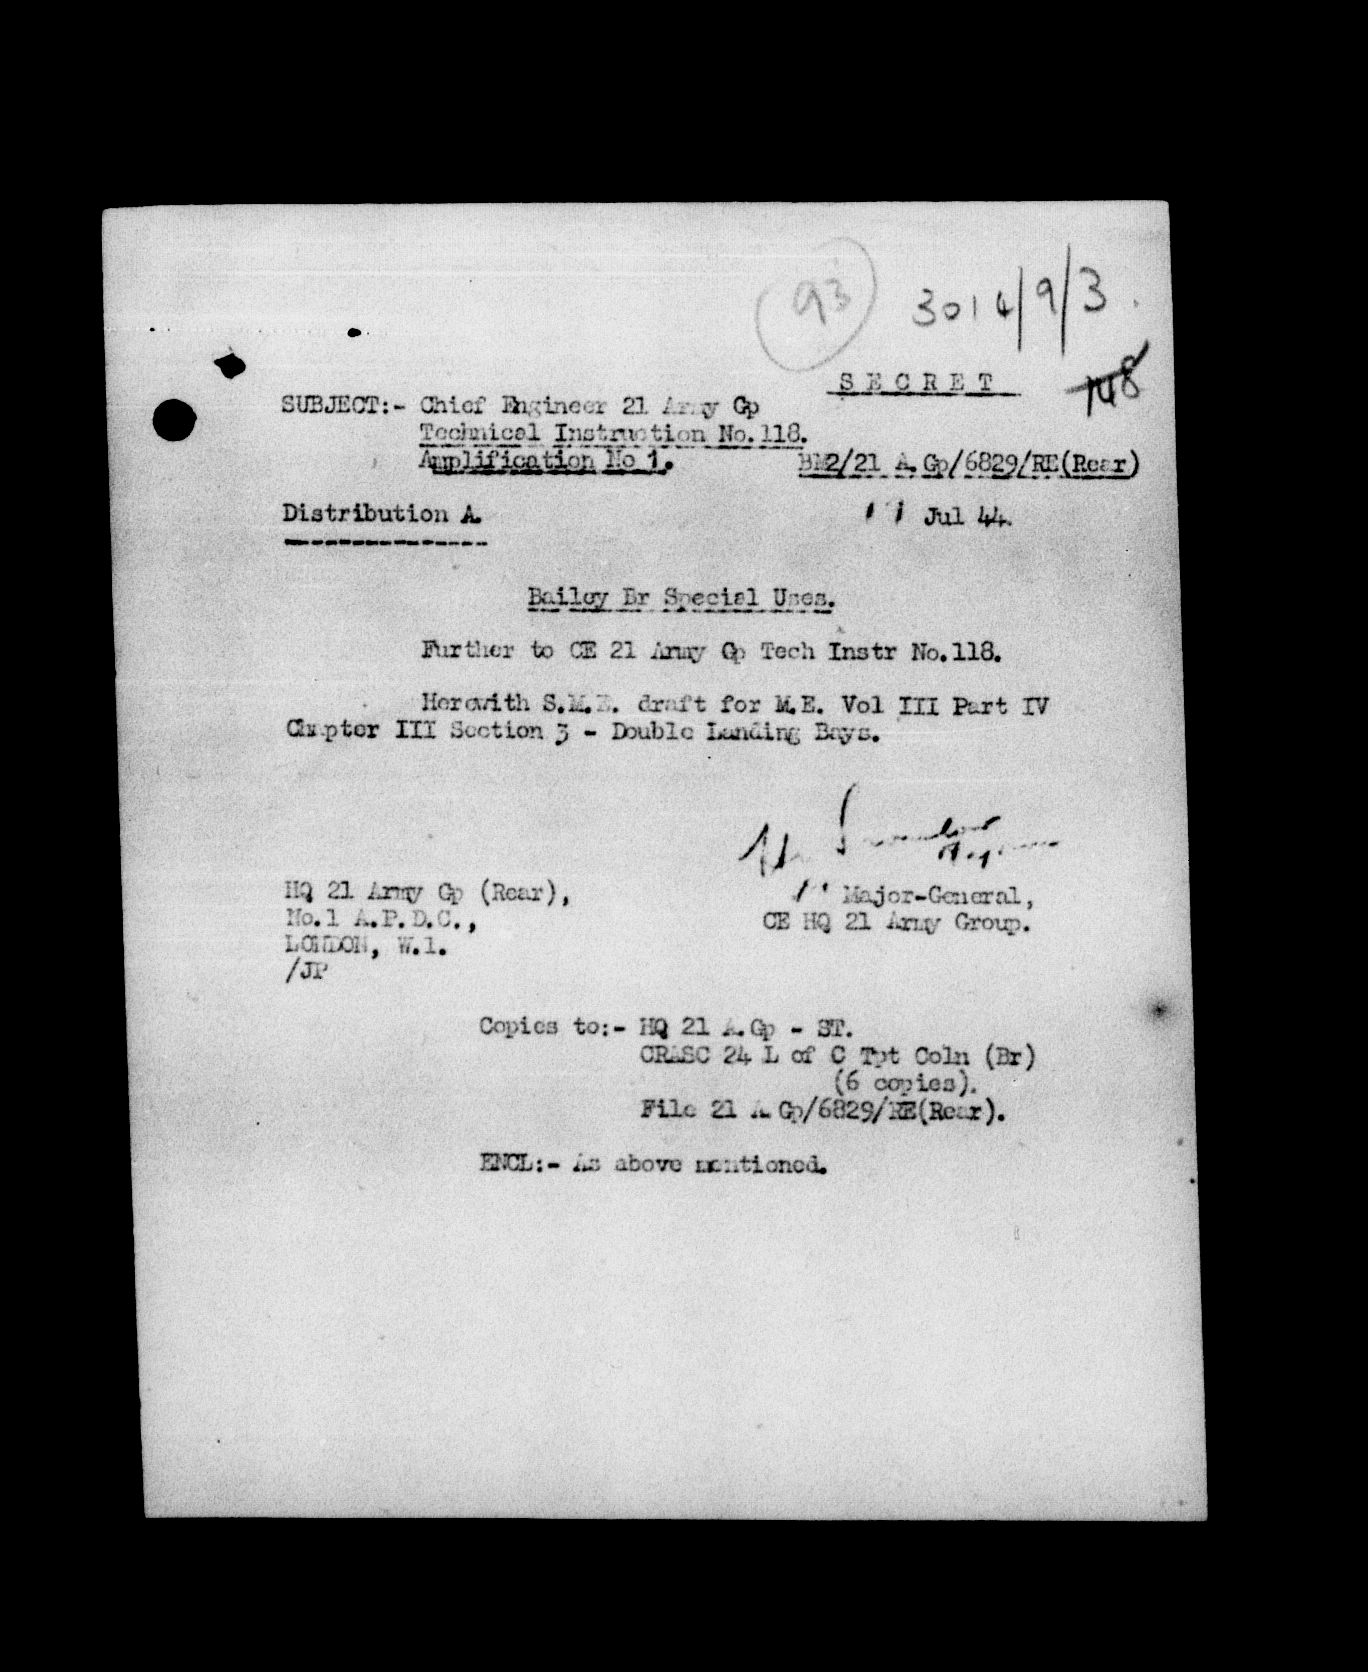 93
3014/9/3.
148
SECRET
SUBJECT:- Chief Engineer 21 Army Gp
Technical Instruction No.118.
Amplification No 1.
BM2/21 A.Gp/6829/RE(Rear)
Distribution A.
Jul 44.
Bailey Br Special Uses.
Further to CE 21 Army Gp Tech Instr No.118.
Herewith S.M.E. draft for M.E. Vol III Part IV
Chapter III Section 3 - Double Landing Bays.
HQ 21 Army Gp (Rear),
No.1 A.P.D.C.,
LONDON, W.1.
/JP
Major-General,
CE HQ 21 Army Group.
Copies to:- HQ 21 A.Gp - ST.
CRASC 24 L of C Tpt Coln (Br)
(6 copies).
File 21 A.Gp/6829/RE(Rear).
ENCL:- As above mentioned.